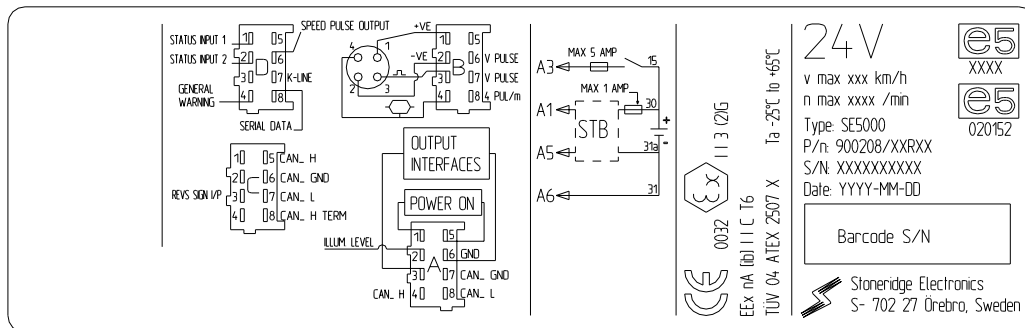 SPEED PULSE OUTPUT
STATUS INPUT 1
STATUS INPUT 2
GENERAL WARNING
K-LINE
SERIAL DATA
1 5
2 6
3 7
4 8
D
4 1
2 3
+VE
-VE
1 5
2 6
3 7
4 8
B
V PULSE
V PULSE
4 PUL/m
REVS SIGN I/P
1 5 CAN_ H
2 6 CAN_ GND
3 7 CAN_ L
4 8 CAN_ H TERM
C
OUTPUT
INTERFACES
POWER ON
ILLUM LEVEL
1 5
2 6 GND
3 7 CAN_ GND
CAN_ H 4 8 CAN_ L
A
MAX 5 AMP
A3 15
MAX 1 AMP
A1 30
STB
+
-
A5 31a
A6 31
CE 0032 Ex II 3 (2)G
EEx nA [ib] II C T6
TÜV 04 ATEX 2507 X Ta -25°C to +65°C
24V
v max xxx km/h
n max xxxx /min
Type: SE5000
P/n: 900208/XXRXX
S/N: XXXXXXXXXX
Date: YYYY-MM-DD
e5
XXXX
e5
020152
Barcode S/N
Stoneridge Electronics
S- 702 27 Örebro, Sweden